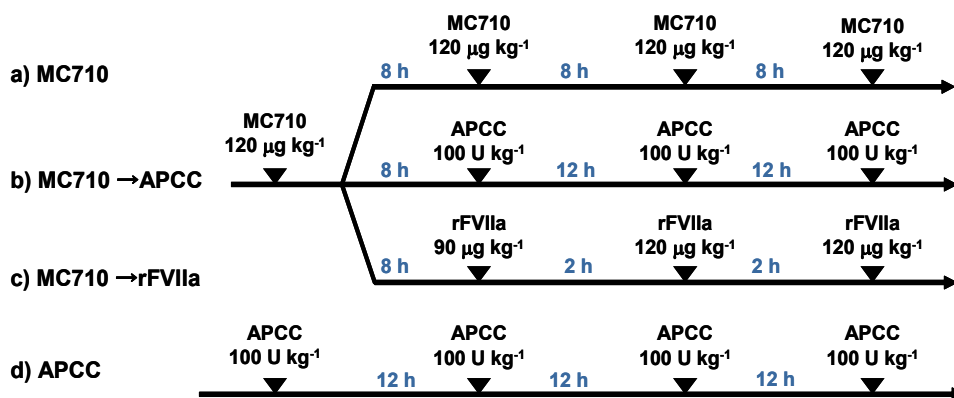 MC710 MC710 MC710
120 μg kg-1 120 μg kg-1 120 μg kg-1
a) MC710 8 h 8 h 8 h
MC710
120 μg kg-1
APCC APCC APCC
100 U kg-1 100 U kg-1 100 U kg-1
b) MC710 →APCC 8 h 12 h 12 h
rFVIIa rFVIIa rFVIIa
90 μg kg-1 120 μg kg-1 120 μg kg-1
c) MC710 →rFVIIa 8 h 2 h 2 h
APCC APCC APCC APCC
100 U kg-1 100 U kg-1 100 U kg-1 100 U kg-1
d) APCC 12 h 12 h 12 h